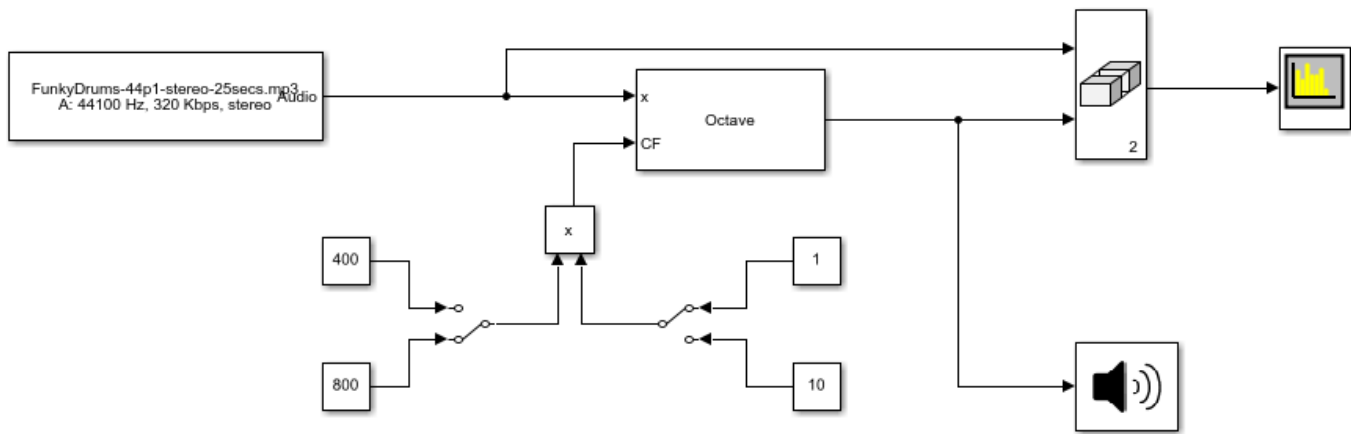 FunkyDrums-44p1-stereo-25secs.mp3
A: 44100 Hz, 320 Kbps, stereo
Audio
x
CF
Octave
2
x
400
1
800
10